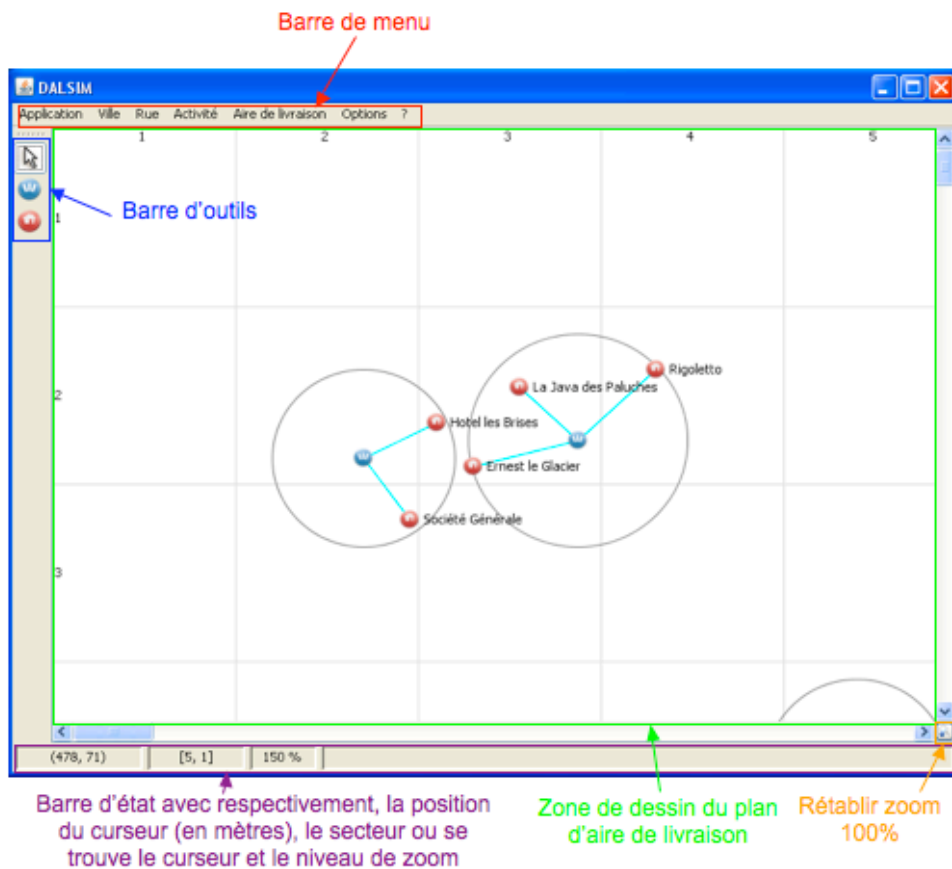 Barre de menu
DALSIM
Application Ville Rue Activité Aire de livraison Options ?
1 2 3 4 5
Barre d'outils
1
Rigoletto
La Java des Paluches
2
Hotel les Brises
Ernest le Glacier
Société Générale
3
(478, 71) [5, 1] 150 %
Barre d'état avec respectivement, la position
du curseur (en mètres), le secteur ou se
trouve le curseur et le niveau de zoom
Zone de dessin du plan
d'aire de livraison
Rétablir zoom
100%